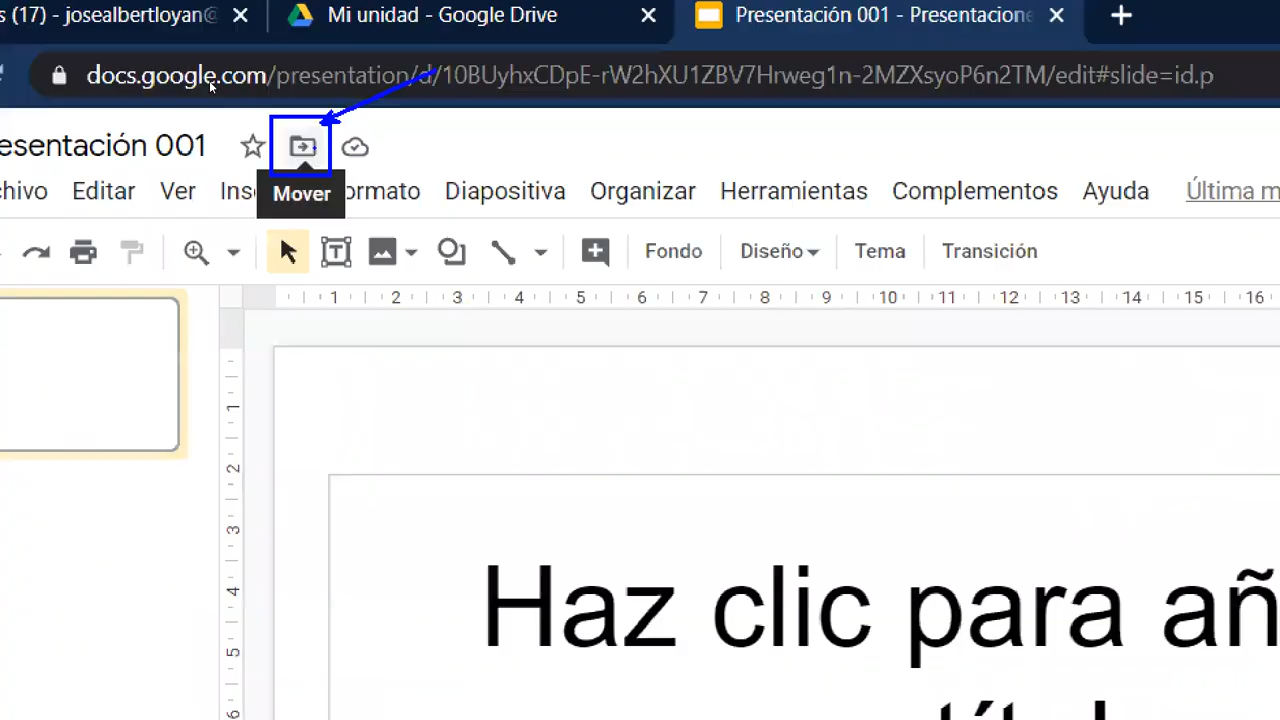 s (17) - josealbertloyan@
Mi unidad - Google Drive
Presentación 001 - Presentacione
docs.google.com/presentation/d/10BUyhxCDpE-rW2hXU1ZBV7Hrweg1n-2MZXsyoP6n2TM/edit#slide=id.p
esentación 001
chivo Editar Ver Inse ormato Diapositiva Organizar Herramientas Complementos Ayuda Última m
Mover
Fondo Diseño Tema Transición
1 2 3 4 5 6 7 8 9 10 11 12 13 14 15 16
1
2
3
4
5
6
Haz clic para añ
títul